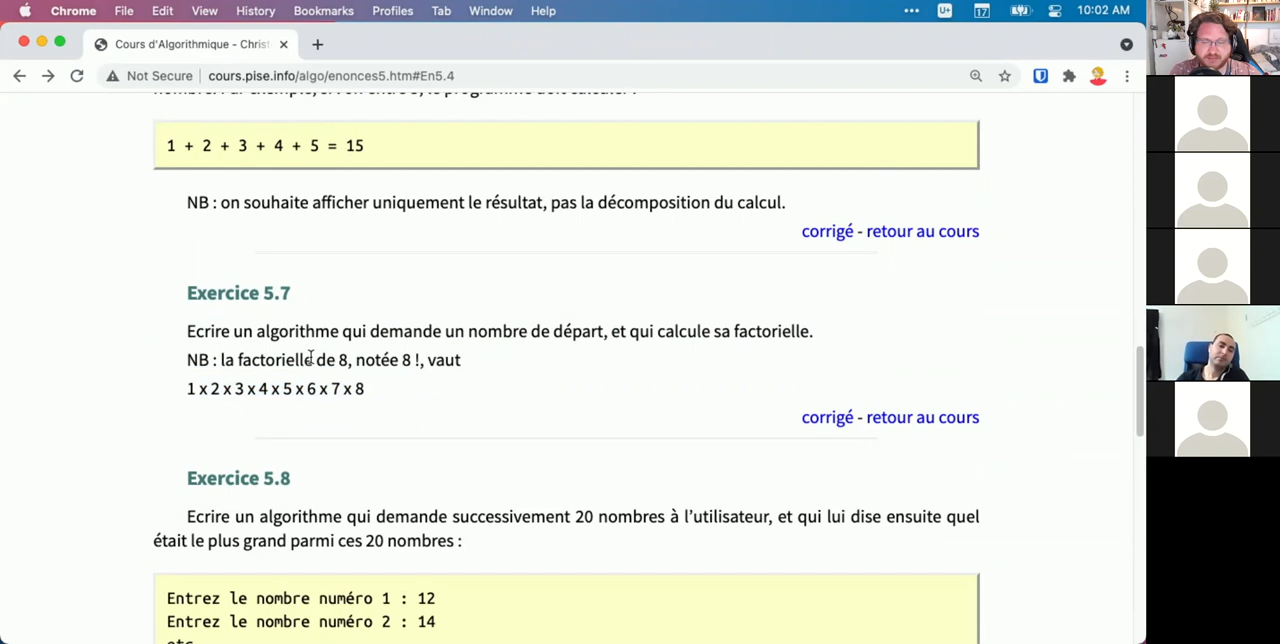 Chrome File Edit View History Bookmarks Profiles Tab Window Help
17
10:02 AM
Cours d'Algorithmique - Christ
Not Secure cours.pise.info/algo/enonces5.htm#En5.4
1 + 2 + 3 + 4 + 5 = 15
NB : on souhaite afficher uniquement le résultat, pas la décomposition du calcul.
corrigé - retour au cours
Exercice 5.7
Ecrire un algorithme qui demande un nombre de départ, et qui calcule sa factorielle.
NB : la factorielle de 8, notée 8 !, vaut
1 x 2 x 3 x 4 x 5 x 6 x 7 x 8
corrigé - retour au cours
Exercice 5.8
Ecrire un algorithme qui demande successivement 20 nombres à l’utilisateur, et qui lui dise ensuite quel
était le plus grand parmi ces 20 nombres :
Entrez le nombre numéro 1 : 12
Entrez le nombre numéro 2 : 14